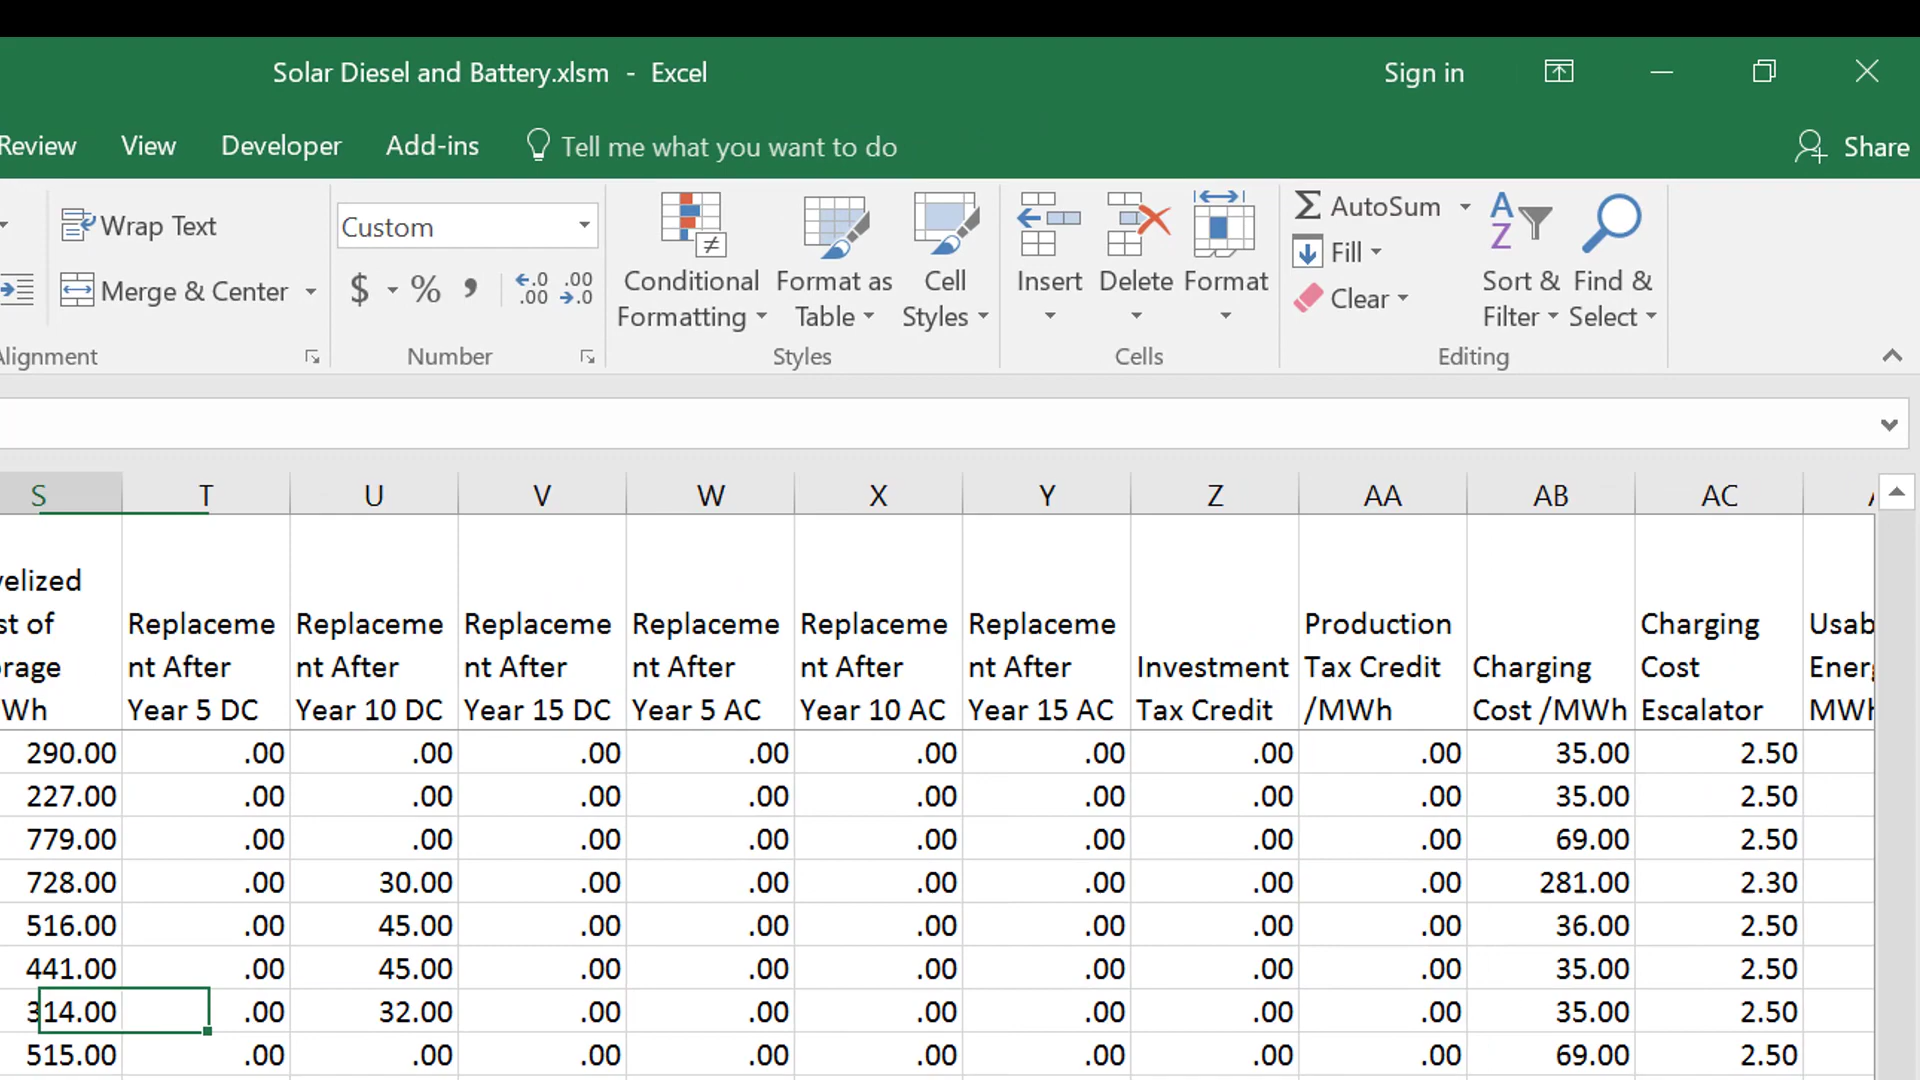 Solar Diesel and Battery.xlsm - Excel
Sign in
Review View Developer Add-ins Tell me what you want to do
Share
Wrap Text
Merge & Center
Alignment
Custom
$ % , ←.0 .00 .00 →.0
Number
Conditional Formatting
Format as Table
Cell Styles
Styles
Insert
Delete
Format
Cells
AutoSum
Fill
Clear
Sort & Filter
Find & Select
Editing
S T U V W X Y Z AA AB AC
velized
st of
rage
Wh
Replaceme
nt After
Year 5 DC
Replaceme
nt After
Year 10 DC
Replaceme
nt After
Year 15 DC
Replaceme
nt After
Year 5 AC
Replaceme
nt After
Year 10 AC
Replaceme
nt After
Year 15 AC
Investment
Tax Credit
Production
Tax Credit
/MWh
Charging
Cost /MWh
Charging
Cost
Escalator
Usab
Energ
MWh
290.00 .00 .00 .00 .00 .00 .00 .00 .00 35.00 2.50
227.00 .00 .00 .00 .00 .00 .00 .00 .00 35.00 2.50
779.00 .00 .00 .00 .00 .00 .00 .00 .00 69.00 2.50
728.00 .00 30.00 .00 .00 .00 .00 .00 .00 281.00 2.30
516.00 .00 45.00 .00 .00 .00 .00 .00 .00 36.00 2.50
441.00 .00 45.00 .00 .00 .00 .00 .00 .00 35.00 2.50
314.00 .00 32.00 .00 .00 .00 .00 .00 .00 35.00 2.50
515.00 .00 .00 .00 .00 .00 .00 .00 .00 69.00 2.50